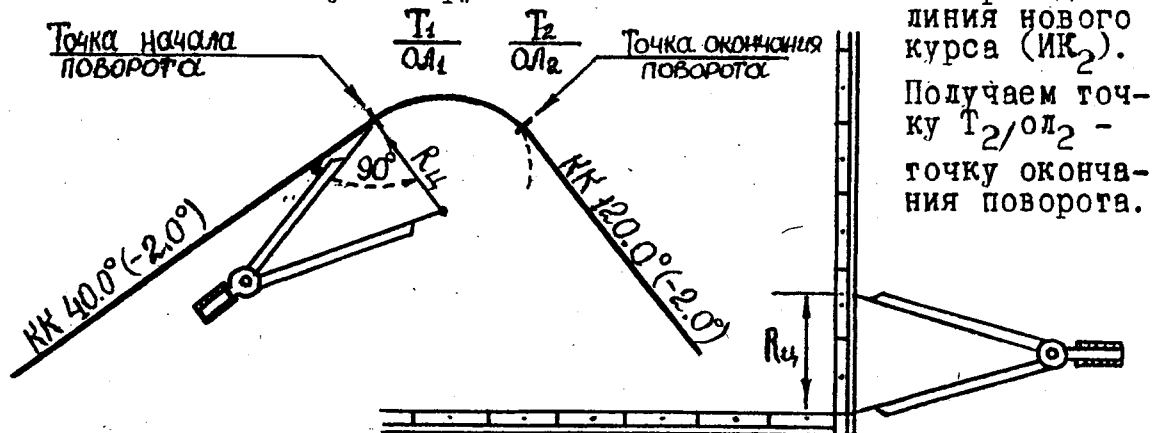 Точка начала
поворота
T₁
ол₁
T₂
ол₂
Точка окончания
поворота
90°
Rц
КК 40.0° (-2.0°)
КК 120.0° (-2.0°)
Rц
линия нового
курса (ИК₂).
Получаем точ-
ку T₂/ол₂ -
точку оконча-
ния поворота.